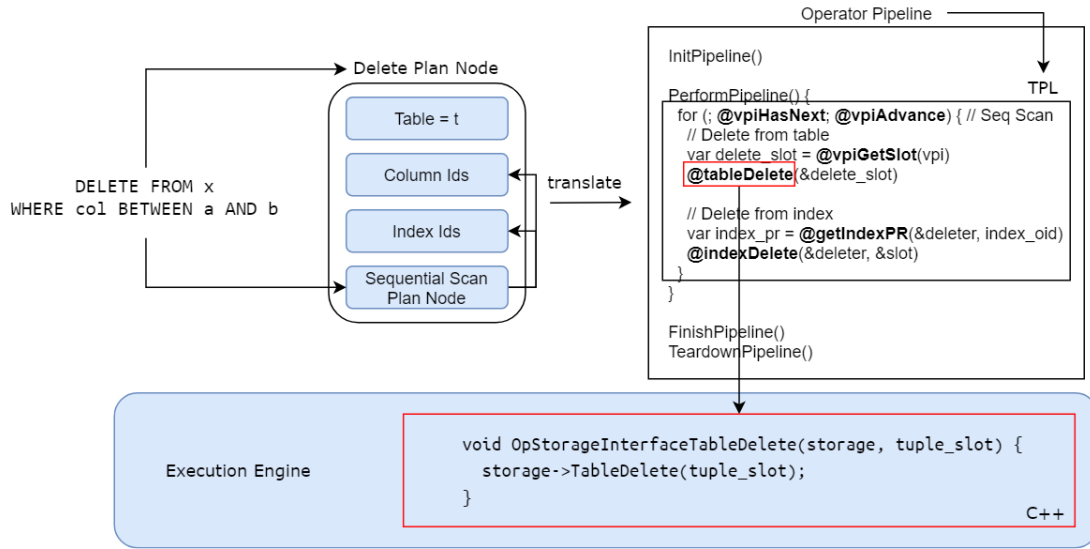 Operator Pipeline
Delete Plan Node
Table = t
Column Ids
Index Ids
Sequential Scan
Plan Node
DELETE FROM x
WHERE col BETWEEN a AND b
translate
InitPipeline()
TPL
PerformPipeline() {
for (; @vpiHasNext; @vpiAdvance) { // Seq Scan
// Delete from table
var delete_slot = @vpiGetSlot(vpi)
@tableDelete(&delete_slot)
// Delete from index
var index_pr = @getIndexPR(&deleter, index_oid)
@indexDelete(&deleter, &slot)
}
}
FinishPipeline()
TeardownPipeline()
Execution Engine
void OpStorageInterfaceTableDelete(storage, tuple_slot) {
storage->TableDelete(tuple_slot);
}
C++